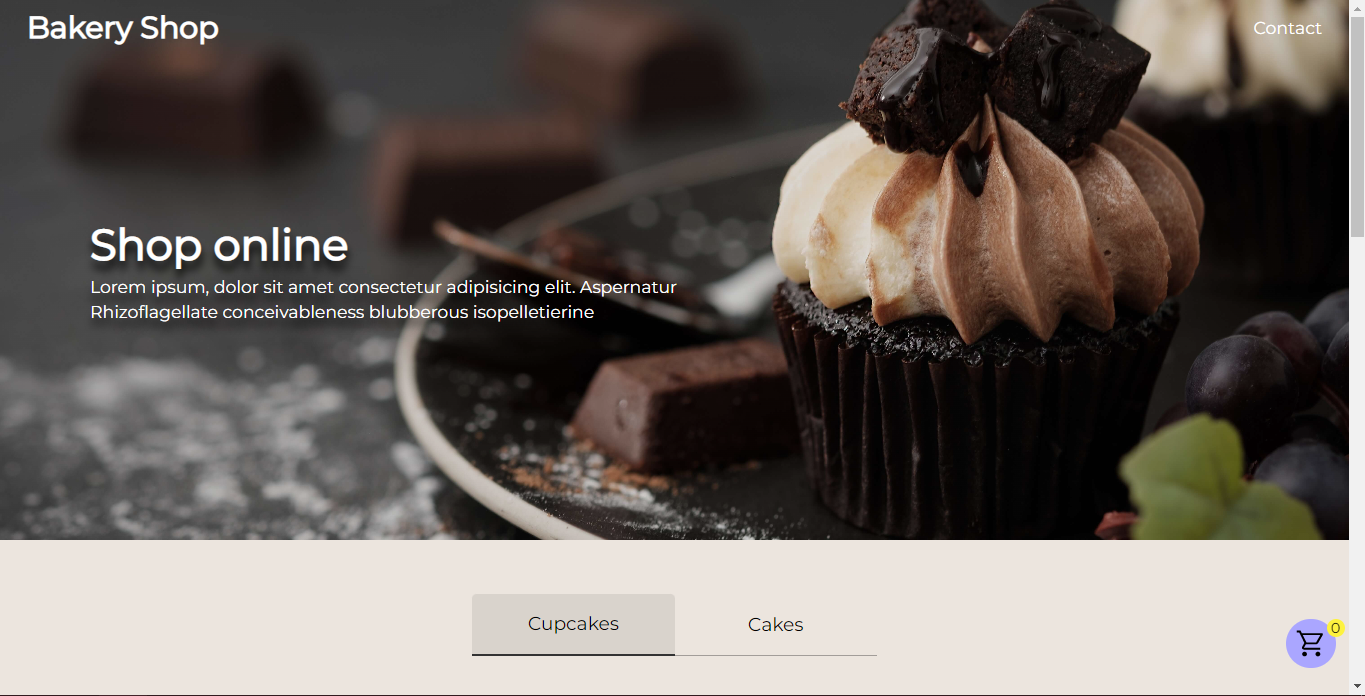 Bakery Shop
Contact
Shop online
Lorem ipsum, dolor sit amet consectetur adipisicing elit. Aspernatur
Rhizoflagellate conceivableness blubberous isopelletierine
Cupcakes
Cakes
0